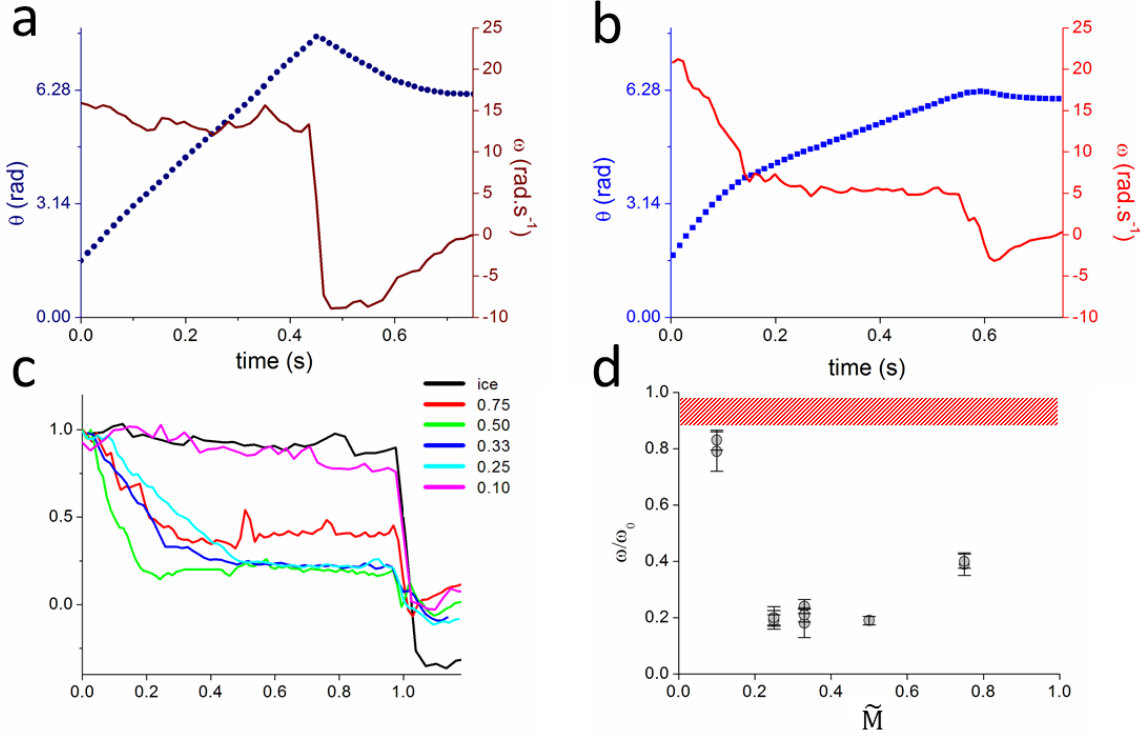 a
b
25
20
15
10
5
0
-5
-10
6.28
3.14
0.00
θ (rad)
ω (rad.s⁻¹)
0.0 0.2 0.4 0.6
time (s)
25
20
15
10
5
0
-5
-10
6.28
3.14
0.00
θ (rad)
ω (rad.s⁻¹)
0.0 0.2 0.4 0.6
time (s)
c
ice
0.75
0.50
0.33
0.25
0.10
1.0
0.5
0.0
0.0 0.2 0.4 0.6 0.8 1.0
d
1.0
0.8
0.6
0.4
0.2
0.0
ω/ω₀
0.0 0.2 0.4 0.6 0.8 1.0
M̃